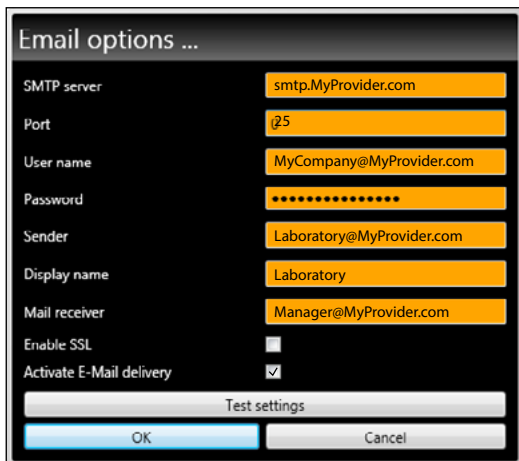 Email options ...
SMTP server smtp.MyProvider.com
Port 25
User name MyCompany@MyProvider.com
Password ●●●●●●●●●●●●●●●
Sender Laboratory@MyProvider.com
Display name Laboratory
Mail receiver Manager@MyProvider.com
Enable SSL
Activate E-Mail delivery
Test settings
OK Cancel